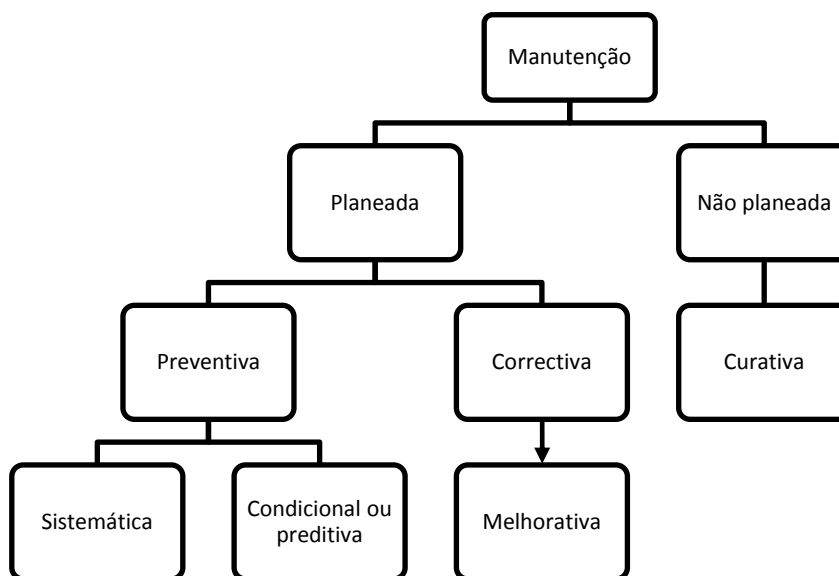 Manutenção
Planeada
Não planeada
Preventiva
Correctiva
Curativa
Sistemática
Condicional ou
preditiva
Melhorativa